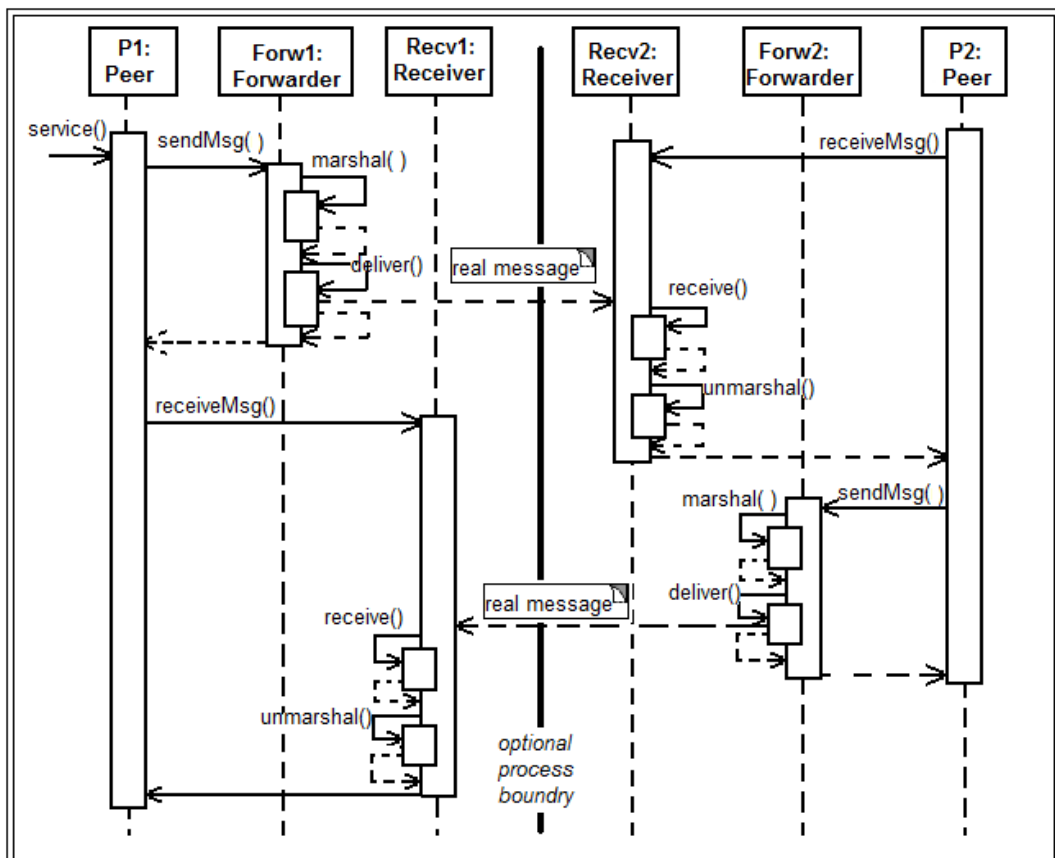 P1:
Peer
Forw1:
Forwarder
Recv1:
Receiver
Recv2:
Receiver
Forw2:
Forwarder
P2:
Peer
service()
sendMsg( )
marshal( )
receiveMsg()
deliver()
real message
receive()
unmarshal()
receiveMsg()
marshal( )
sendMsg( )
deliver()
real message
receive()
unmarshal()
optional
process
boundry